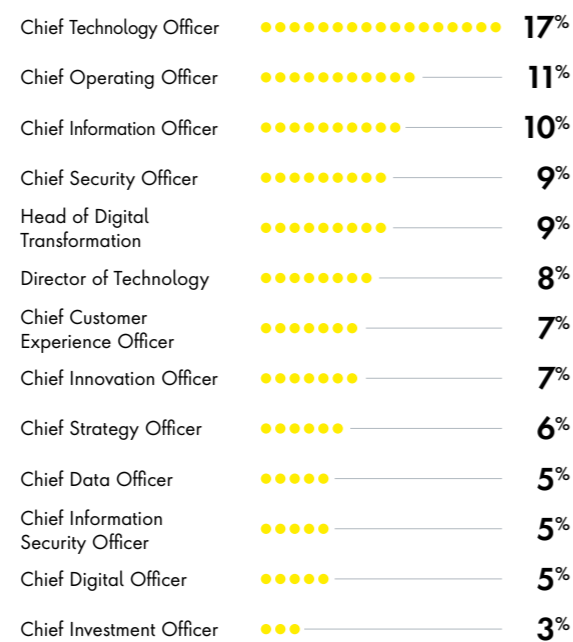 Chief Technology Officer 17%
Chief Operating Officer 11%
Chief Information Officer 10%
Chief Security Officer 9%
Head of Digital
Transformation 9%
Director of Technology 8%
Chief Customer
Experience Officer 7%
Chief Innovation Officer 7%
Chief Strategy Officer 6%
Chief Data Officer 5%
Chief Information
Security Officer 5%
Chief Digital Officer 5%
Chief Investment Officer 3%